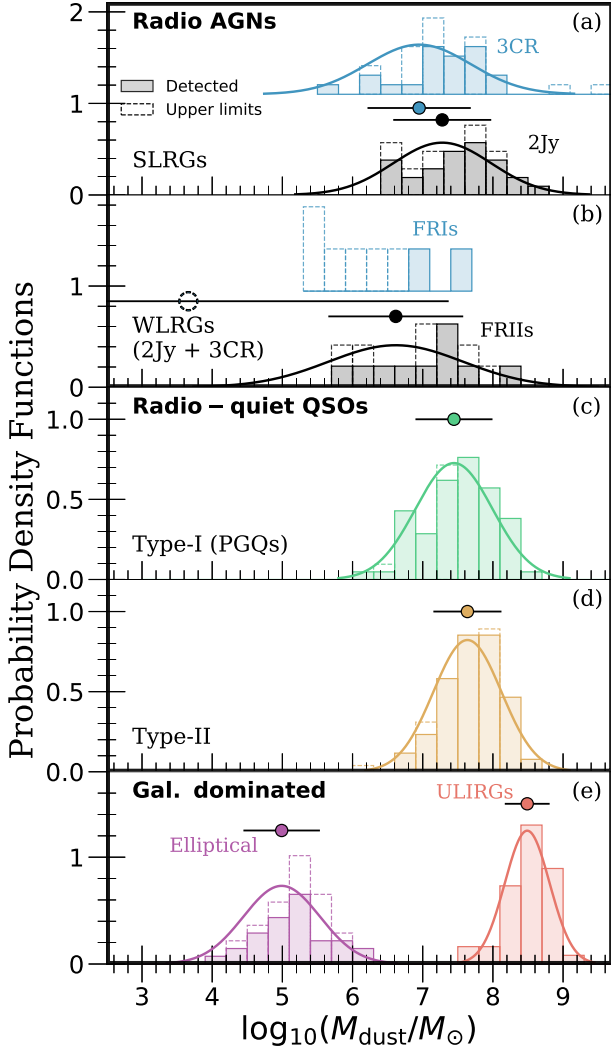 Radio AGNs
(a)
3CR
Detected
Upper limits
2Jy
SLRGs
2
1
0
(b)
FRIs
1
WLRGs
(2Jy + 3CR)
FRIIs
0
Radio − quiet QSOs
(c)
1.0
0.5
Type-I (PGQs)
0.0
(d)
1.0
0.5
Type-II
0.0
Gal. dominated
(e)
ULIRGs
Elliptical
1
0
3 4 5 6 7 8 9
log₁₀(M_dust/M_⊙)
Probability Density Functions